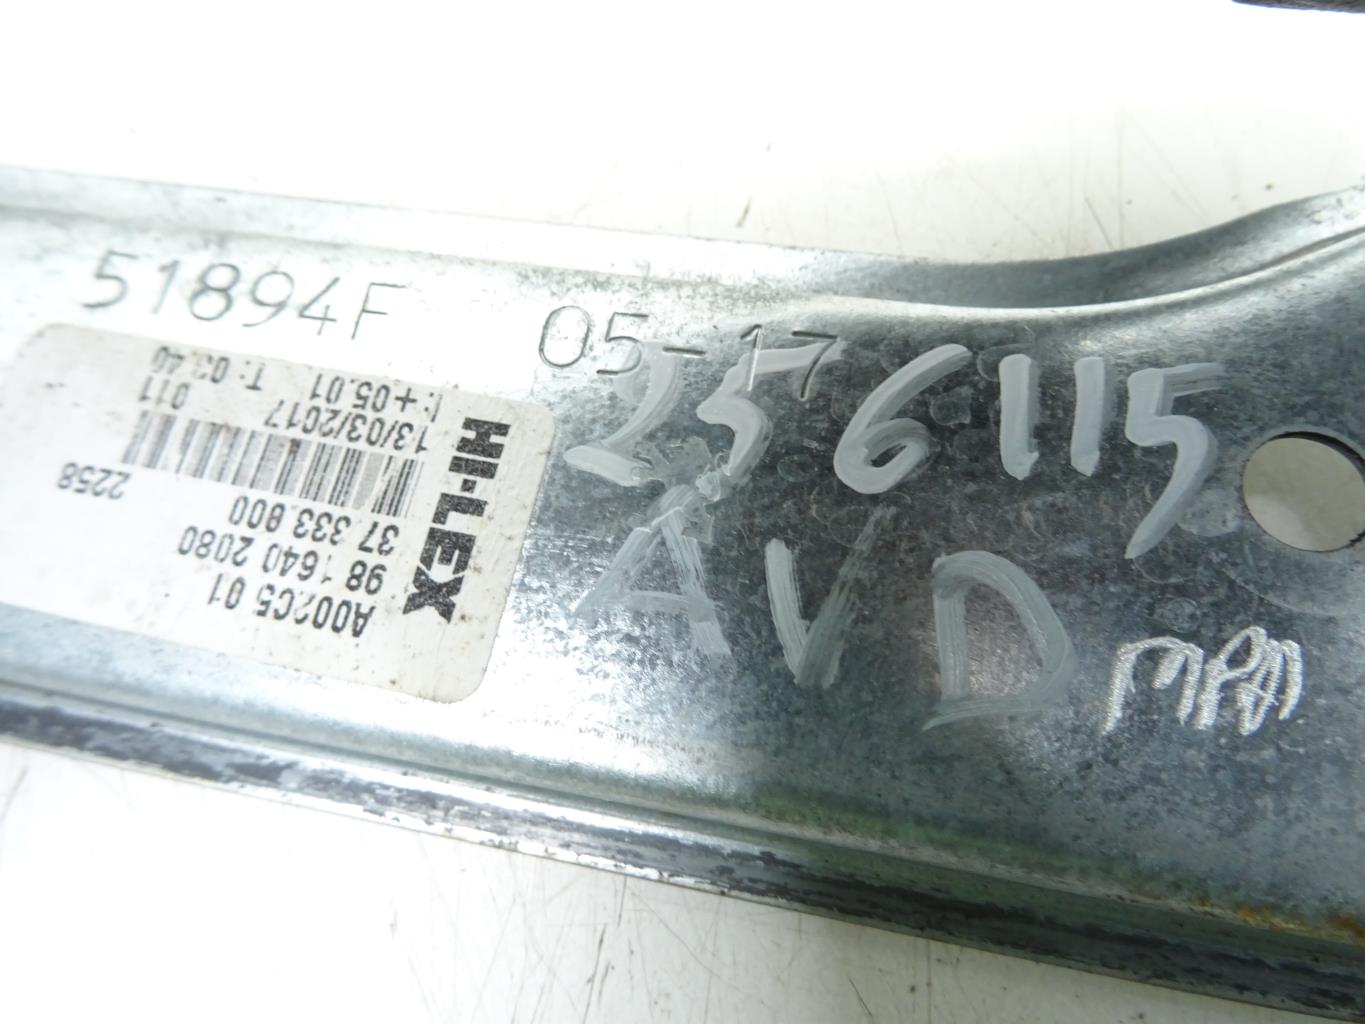 51894F 05-17
256115
AVD
HI-LEX
A002C5 01
98 1640 2080
37 333 800
2258
13/03/2017 011
I:+05.01 T: 03:40